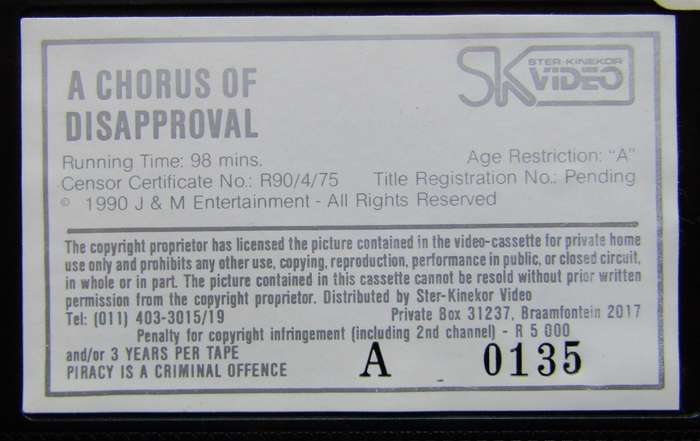 A CHORUS OF
DISAPPROVAL
STER-KINEKOR
SK VIDEO
Running Time: 98 mins.
Age Restriction: "A"
Censor Certificate No.: R90/4/75
Title Registration No.: Pending
© 1990 J & M Entertainment - All Rights Reserved
The copyright proprietor has licensed the picture contained in the video-cassette for private home
use only and prohibits any other use, copying, reproduction, performance in public, or closed circuit,
in whole or in part. The picture contained in this cassette cannot be resold without prior written
permission from the copyright proprietor. Distributed by Ster-Kinekor Video
Tel: (011) 403-3015/19
Private Box 31237, Braamfontein 2017
Penalty for copyright infringement (including 2nd channel) - R 5 000
and/or 3 YEARS PER TAPE
PIRACY IS A CRIMINAL OFFENCE
A 0135